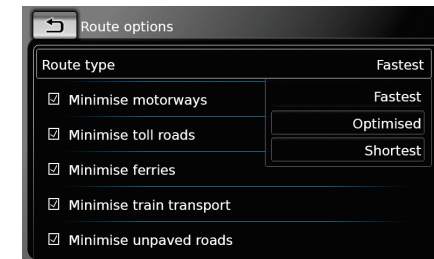 Route options
Route type Fastest
Minimise motorways Fastest
Minimise toll roads Optimised
Minimise ferries Shortest
Minimise train transport
Minimise unpaved roads